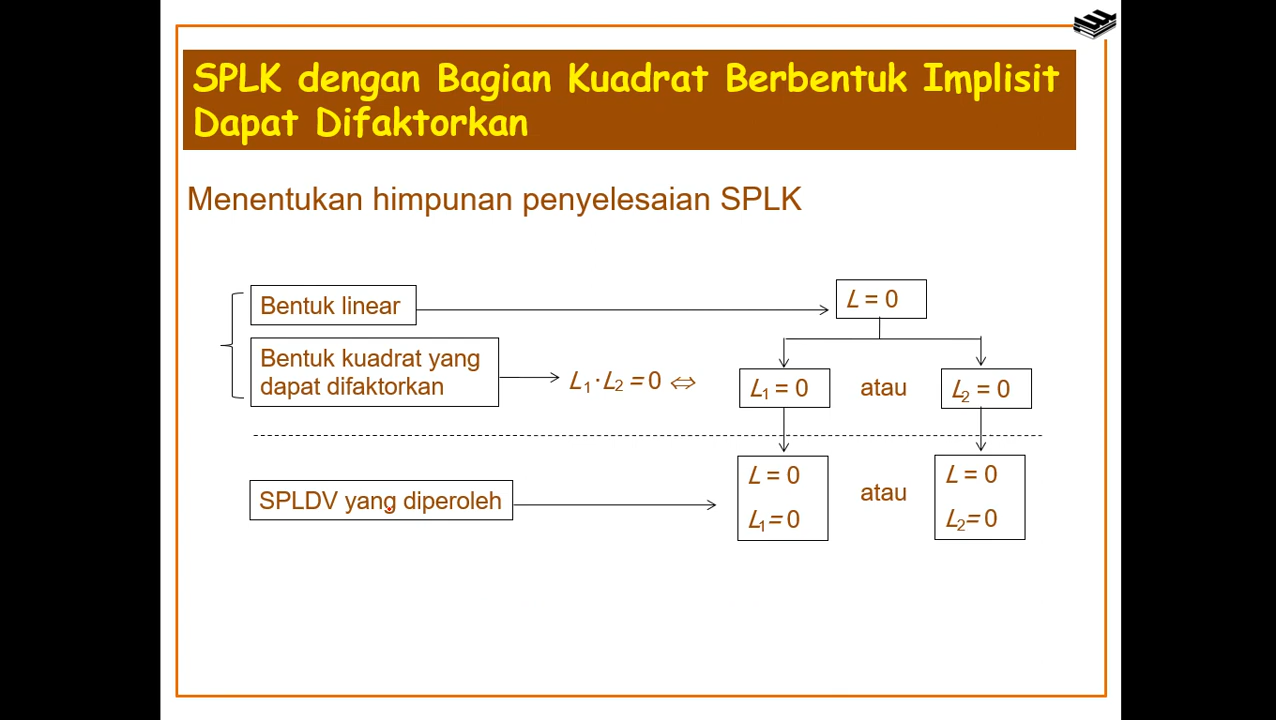 SPLK dengan Bagian Kuadrat Berbentuk Implisit
Dapat Difaktorkan
Menentukan himpunan penyelesaian SPLK
Bentuk linear
L = 0
Bentuk kuadrat yang
dapat difaktorkan
L₁·L₂ = 0 ⇔
L₁ = 0
atau
L₂ = 0
SPLDV yang diperoleh
L = 0
L₁= 0
atau
L = 0
L₂= 0